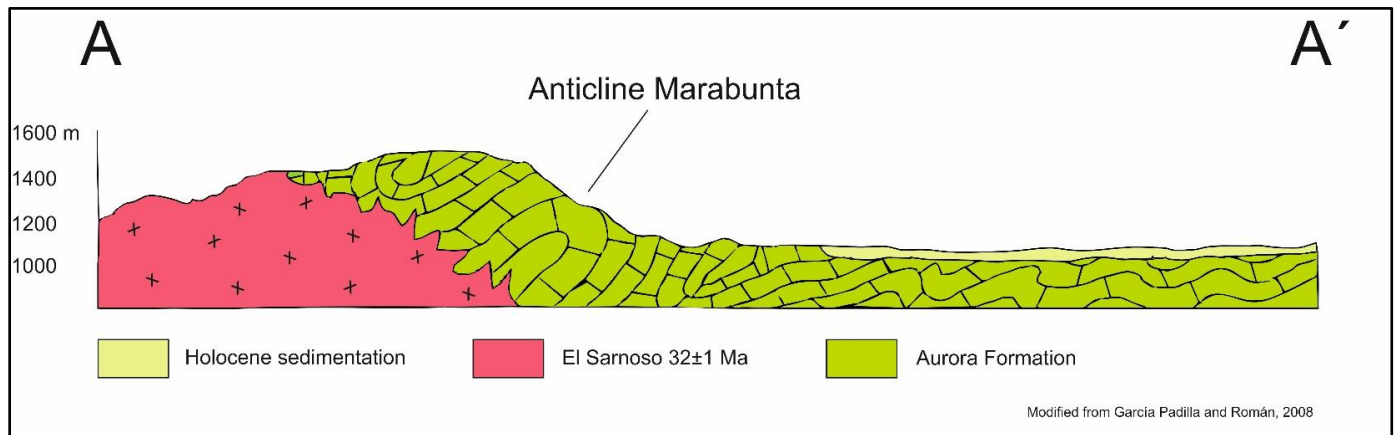 A A´
Anticline Marabunta
1600 m
1400
1200
1000
Holocene sedimentation El Sarnoso 32±1 Ma Aurora Formation
Modified from García Padilla and Román, 2008